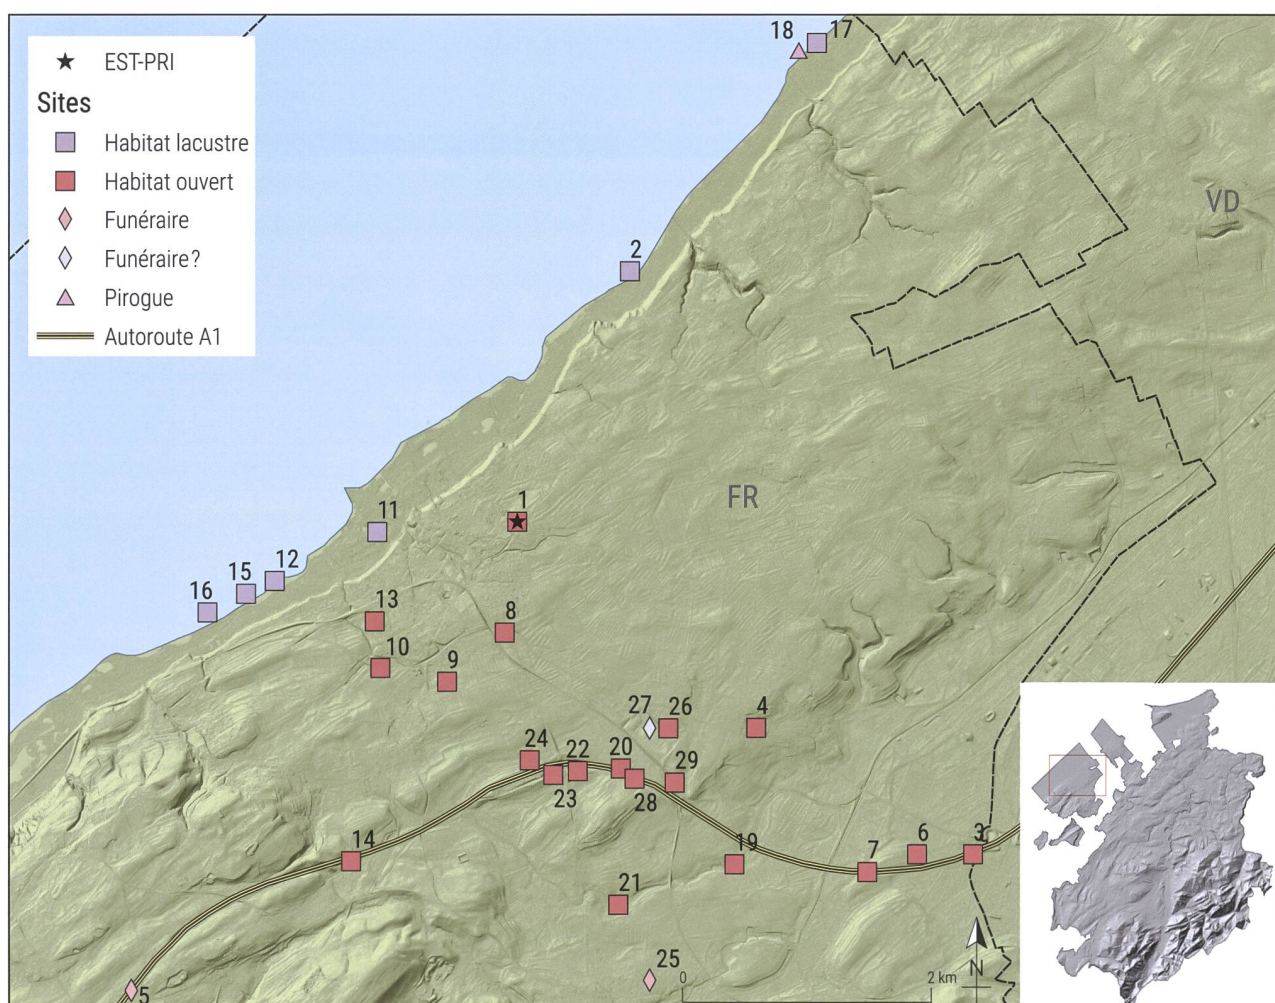 EST-PRI
Sites
Habitat lacustre
Habitat ouvert
Funéraire
Funéraire?
Pirogue
Autoroute A1
18
17
VD
2
FR
1
11
12
15
16
13
8
10
9
27
26
4
24
22
20
29
23
28
14
19
6
3
7
21
25
5
0
2 km
N